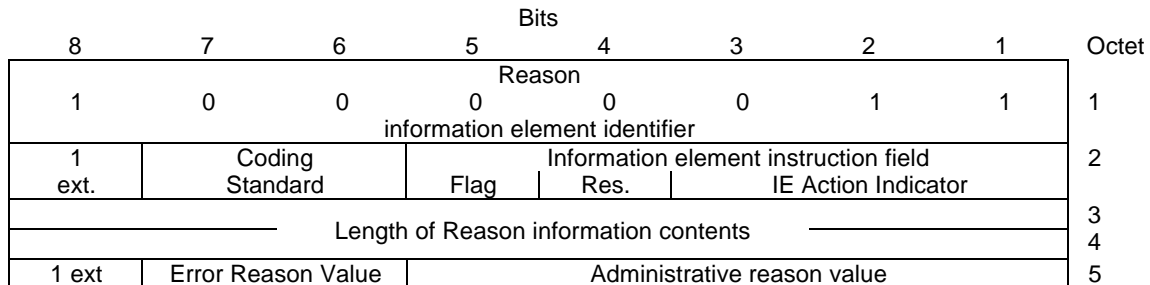 Bits
8 7 6 5 4 3 2 1 Octet
Reason
1 0 0 0 0 0 1 1 1
information element identifier
1 Coding Information element instruction field 2
ext. Standard Flag Res. IE Action Indicator
3
Length of Reason information contents
4
1 ext Error Reason Value Administrative reason value 5